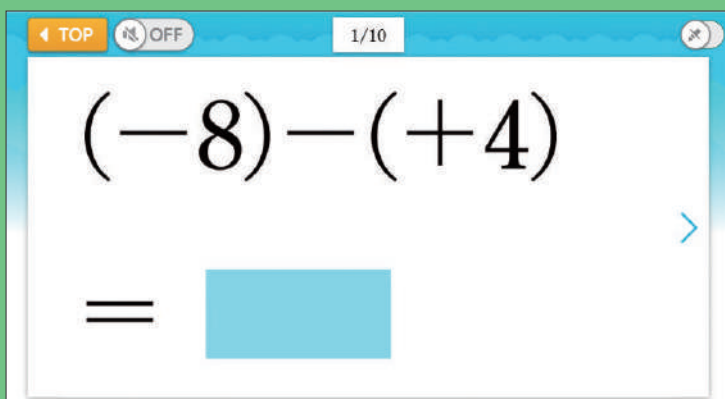 TOP OFF 1/10
(−8)−(+4)
=